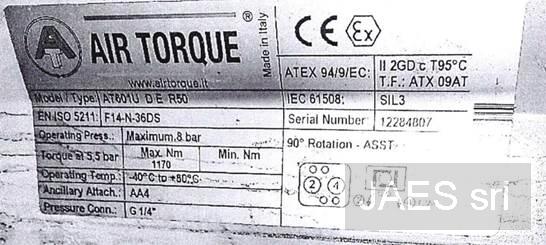 AIR TORQUE ®
Made in Italy
www.airtorque.it
CE Ex
ATEX 94/9/EC: II 2GD c T95°C
T.F.: ATX 09AT
Model / Type: AT601U D E R50
IEC 61508: SIL3
EN ISO 5211: F14-N-36DS
Serial Number: 12284807
Operating Press.: Maximum 8 bar
90° Rotation - ASST
Torque at 5,5 bar Max. Nm Min. Nm
1170
2 4
Operating Temp.: -40°C to +80°C
Ancillary Attach.: AA4
Pressure Conn.: G 1/4"
JAES srl